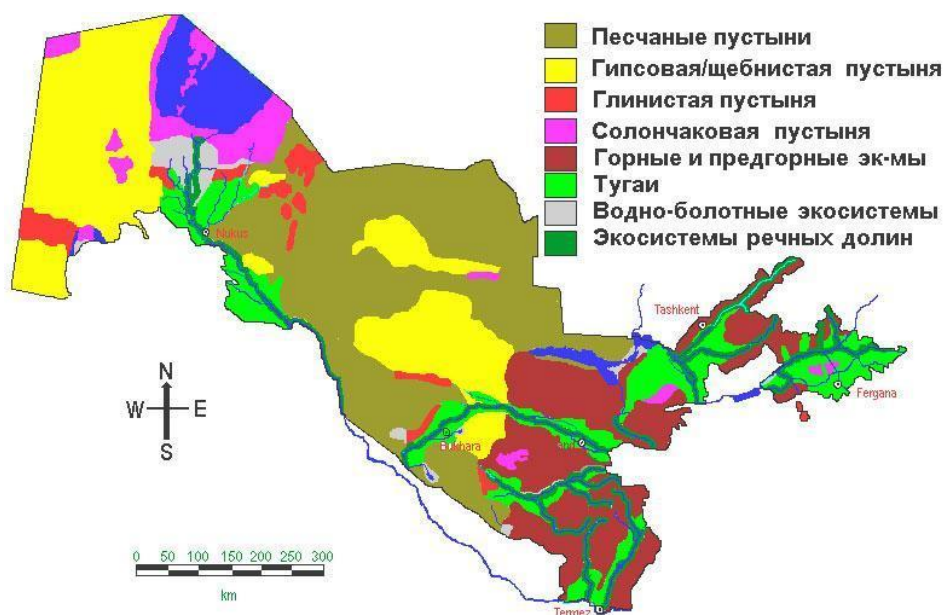 Песчаные пустыни
Гипсовая/щебнистая пустыня
Глинистая пустыня
Солончаковая пустыня
Горные и предгорные эк-мы
Тугаи
Водно-болотные экосистемы
Экосистемы речных долин
Nukus
Tashkent
Fergana
N
W E
S
Bukhara
Termez
0 50 100 150 200 250 300
km